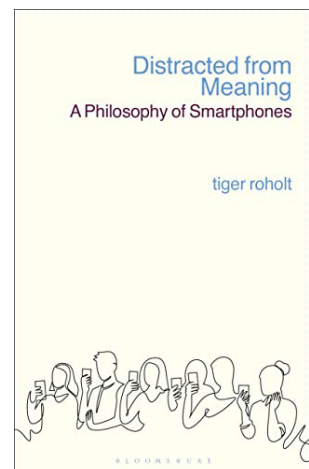 Distracted from
Meaning
A Philosophy of Smartphones
tiger roholt
BLOOMSBURY